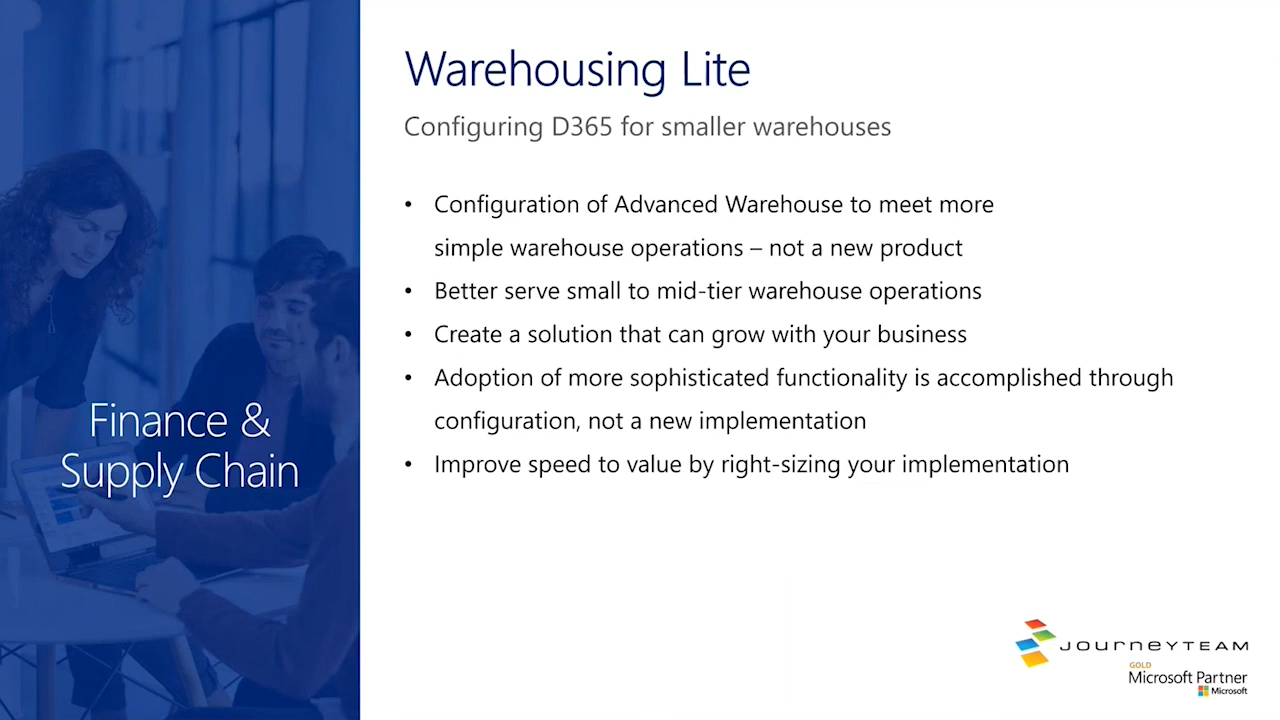 Warehousing Lite
Configuring D365 for smaller warehouses
• Configuration of Advanced Warehouse to meet more
simple warehouse operations – not a new product
• Better serve small to mid-tier warehouse operations
• Create a solution that can grow with your business
• Adoption of more sophisticated functionality is accomplished through
configuration, not a new implementation
• Improve speed to value by right-sizing your implementation
Finance &
Supply Chain
JOURNEYTEAM
GOLD
Microsoft Partner
Microsoft